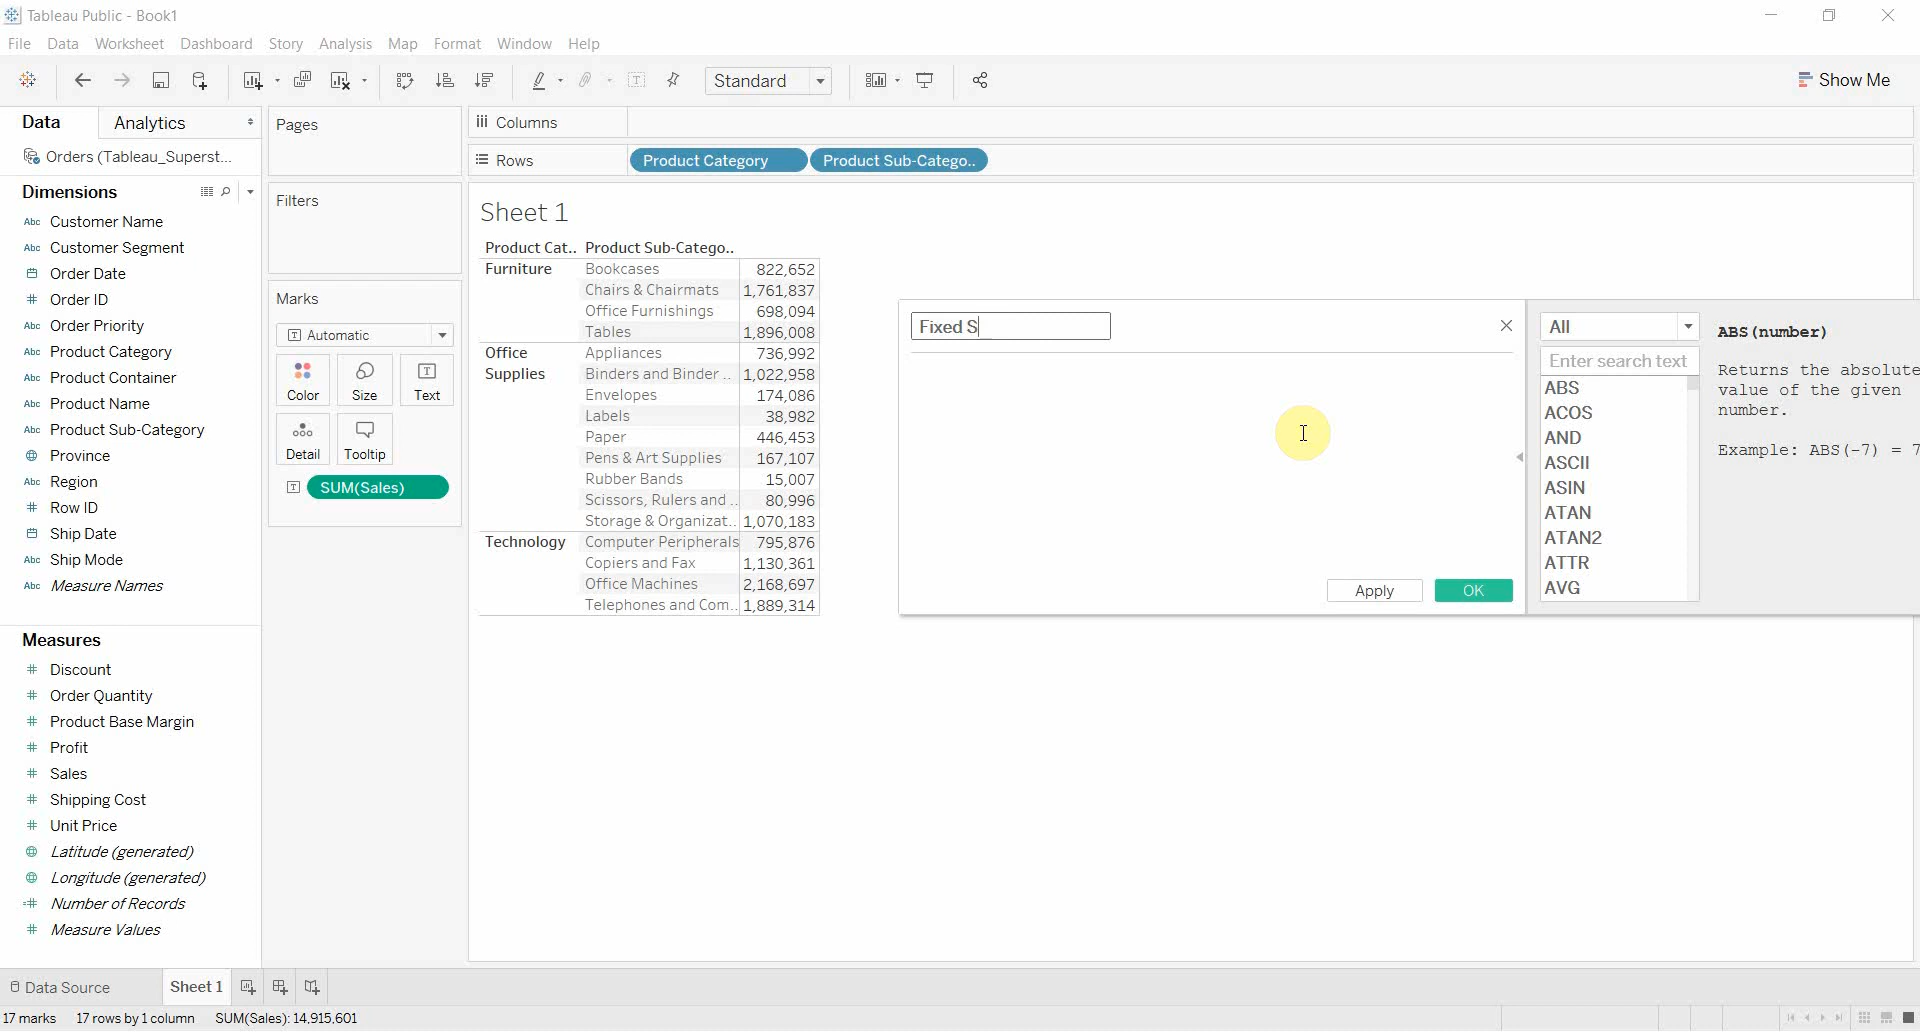 Tableau Public - Book1
File Data Worksheet Dashboard Story Analysis Map Format Window Help
Standard
Show Me
Data
Analytics
Orders (Tableau_Superst...
Dimensions
Abc Customer Name
Abc Customer Segment
Order Date
# Order ID
Abc Order Priority
Abc Product Category
Abc Product Container
Abc Product Name
Abc Product Sub-Category
Province
Abc Region
# Row ID
Ship Date
Abc Ship Mode
Abc Measure Names
Measures
# Discount
# Order Quantity
# Product Base Margin
# Profit
# Sales
# Shipping Cost
# Unit Price
Latitude (generated)
Longitude (generated)
=# Number of Records
# Measure Values
Pages
Filters
Marks
T Automatic
Color Size T Text
Detail Tooltip
T SUM(Sales)
Columns
Rows Product Category Product Sub-Catego..
Sheet 1
Product Cat.. Product Sub-Catego..
Furniture Bookcases 822,652
Chairs & Chairmats 1,761,837
Office Furnishings 698,094
Tables 1,896,008
Office Appliances 736,992
Supplies Binders and Binder .. 1,022,958
Envelopes 174,086
Labels 38,982
Paper 446,453
Pens & Art Supplies 167,107
Rubber Bands 15,007
Scissors, Rulers and .. 80,996
Storage & Organizat.. 1,070,183
Technology Computer Peripherals 795,876
Copiers and Fax 1,130,361
Office Machines 2,168,697
Telephones and Com.. 1,889,314
Fixed S
Apply OK
All
Enter search text
ABS
ACOS
AND
ASCII
ASIN
ATAN
ATAN2
ATTR
AVG
ABS(number)
Returns the absolute
value of the given
number.
Example: ABS(-7) = 7
Data Source Sheet 1
17 marks 17 rows by 1 column SUM(Sales): 14,915,601